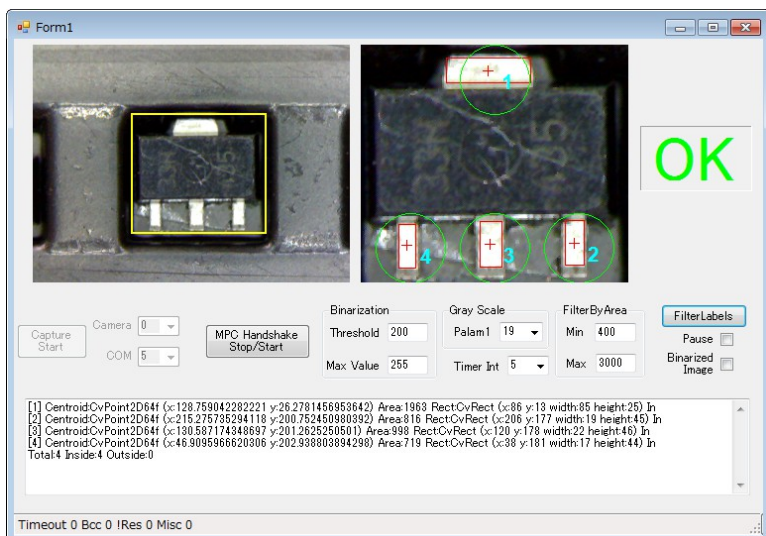 Form1
1
4
3
2
OK
Capture Start
Camera 0
COM 5
MPC Handshake Stop/Start
Binarization
Threshold 200
Max Value 255
Gray Scale
Palam1 19
Timer Int 5
FilterByArea
Min 400
Max 3000
FilterLabels
Pause
Binarized Image
[1] Centroid:CvPoint2D64f (x:128.759042282221 y:26.2781456953642) Area:1963 Rect:CvRect (x:86 y:13 width:85 height:25) In
[2] Centroid:CvPoint2D64f (x:215.275735294118 y:200.752450980392) Area:816 Rect:CvRect (x:206 y:177 width:19 height:45) In
[3] Centroid:CvPoint2D64f (x:130.587174348697 y:201.2625250501) Area:998 Rect:CvRect (x:120 y:178 width:22 height:46) In
[4] Centroid:CvPoint2D64f (x:46.9095966620306 y:202.938803894298) Area:719 Rect:CvRect (x:38 y:181 width:17 height:44) In
Total:4 Inside:4 Outside:0
Timeout 0 Bcc 0 !Res 0 Misc 0